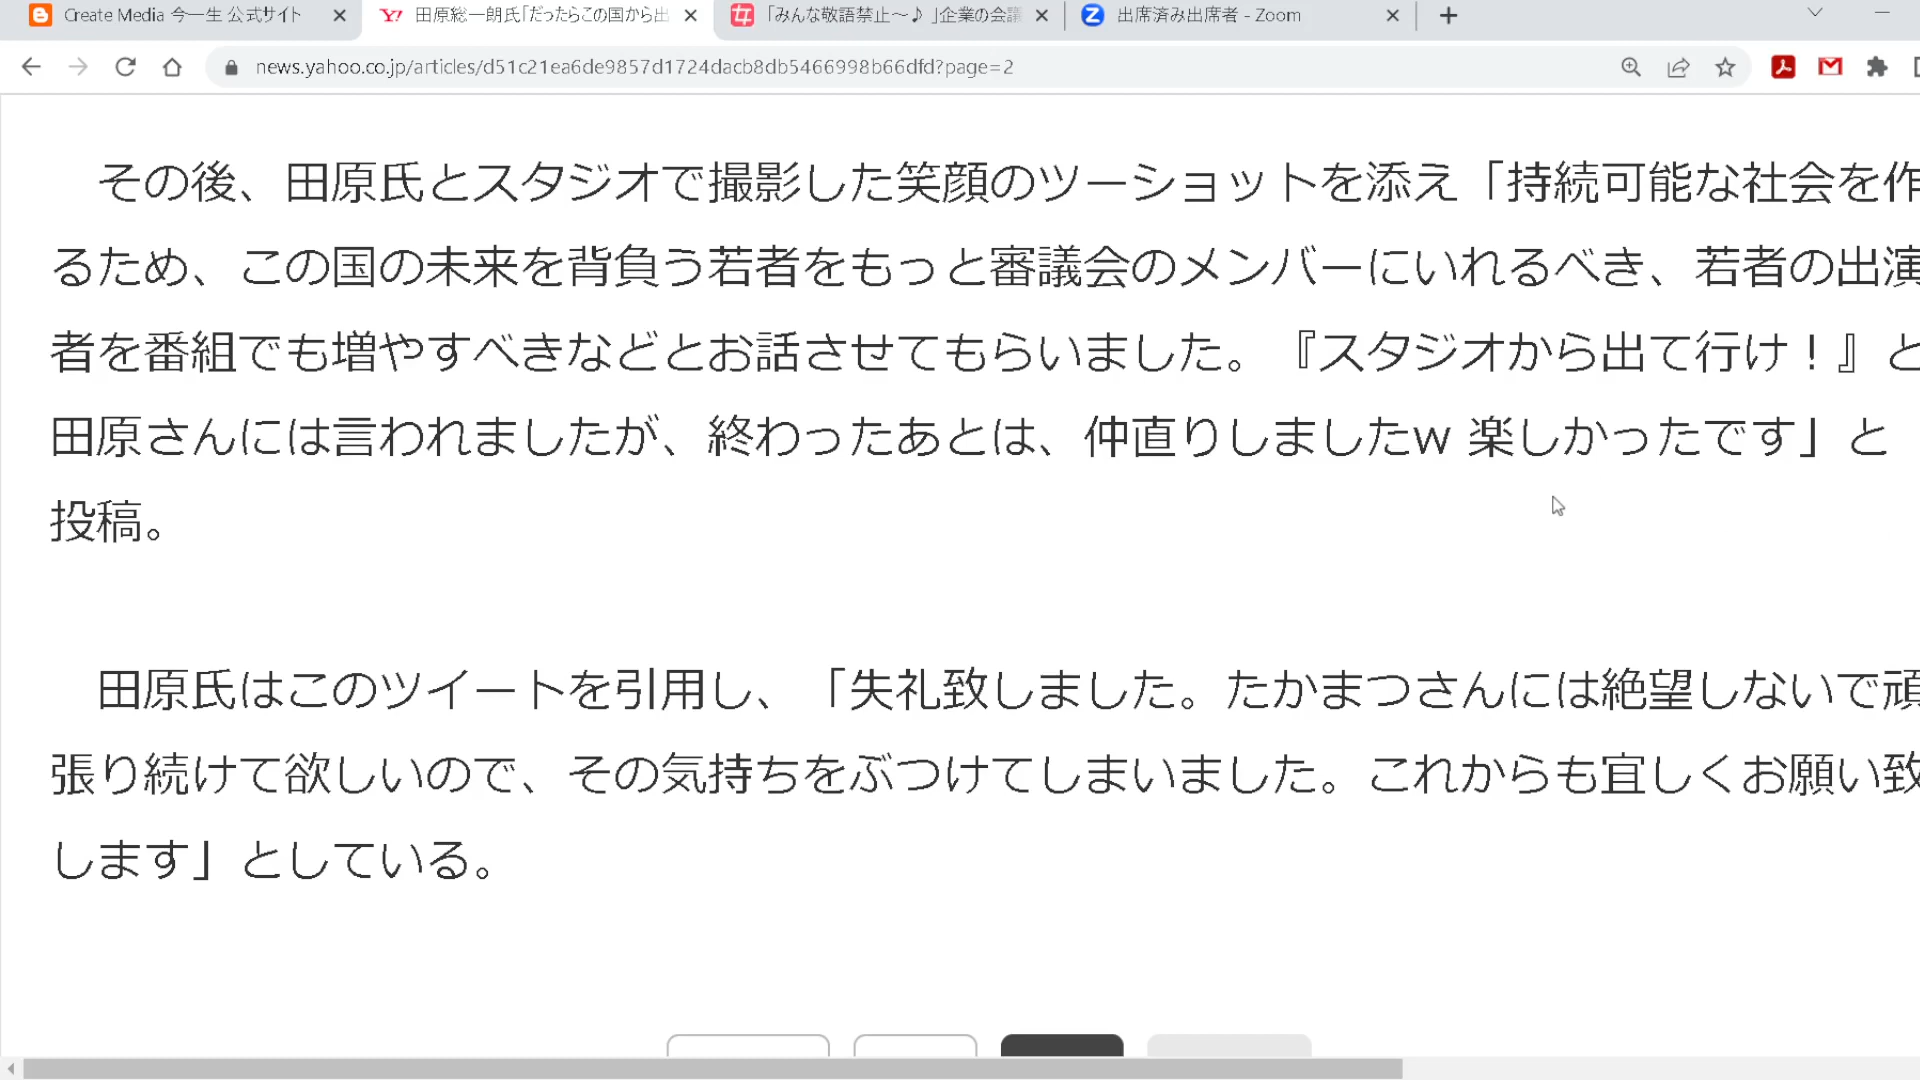 Create Media 今一生 公式サイト
田原総一朗氏「だったらこの国から出
「みんな敬語禁止〜♪」企業の会議
出席済み出席者 - Zoom
news.yahoo.co.jp/articles/d51c21ea6de9857d1724dacb8db5466998b66dfd?page=2
その後、田原氏とスタジオで撮影した笑顔のツーショットを添え「持続可能な社会を作
るため、この国の未来を背負う若者をもっと審議会のメンバーにいれるべき、若者の出演
者を番組でも増やすべきなどとお話させてもらいました。『スタジオから出て行け！』と
田原さんには言われましたが、終わったあとは、仲直りしましたw 楽しかったです」と
投稿。
田原氏はこのツイートを引用し、「失礼致しました。たかまつさんには絶望しないで頑
張り続けて欲しいので、その気持ちをぶつけてしまいました。これからも宜しくお願い致
します」としている。